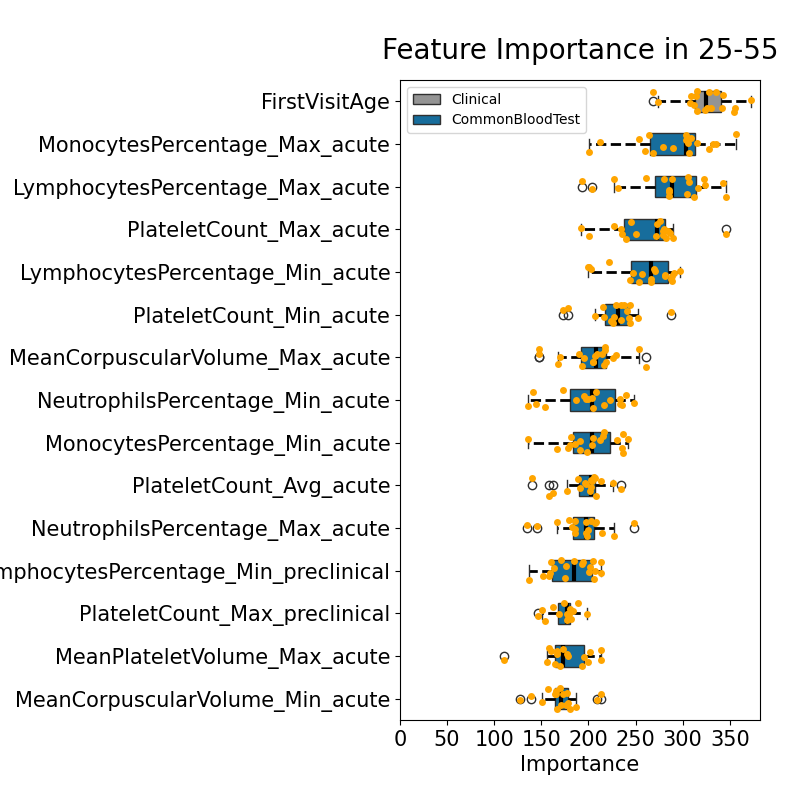 Feature Importance in 25-55
Clinical
CommonBloodTest
FirstVisitAge
MonocytesPercentage_Max_acute
LymphocytesPercentage_Max_acute
PlateletCount_Max_acute
LymphocytesPercentage_Min_acute
PlateletCount_Min_acute
MeanCorpuscularVolume_Max_acute
NeutrophilsPercentage_Min_acute
MonocytesPercentage_Min_acute
PlateletCount_Avg_acute
NeutrophilsPercentage_Max_acute
mphocytesPercentage_Min_preclinical
PlateletCount_Max_preclinical
MeanPlateletVolume_Max_acute
MeanCorpuscularVolume_Min_acute
0 50 100 150 200 250 300 350
Importance